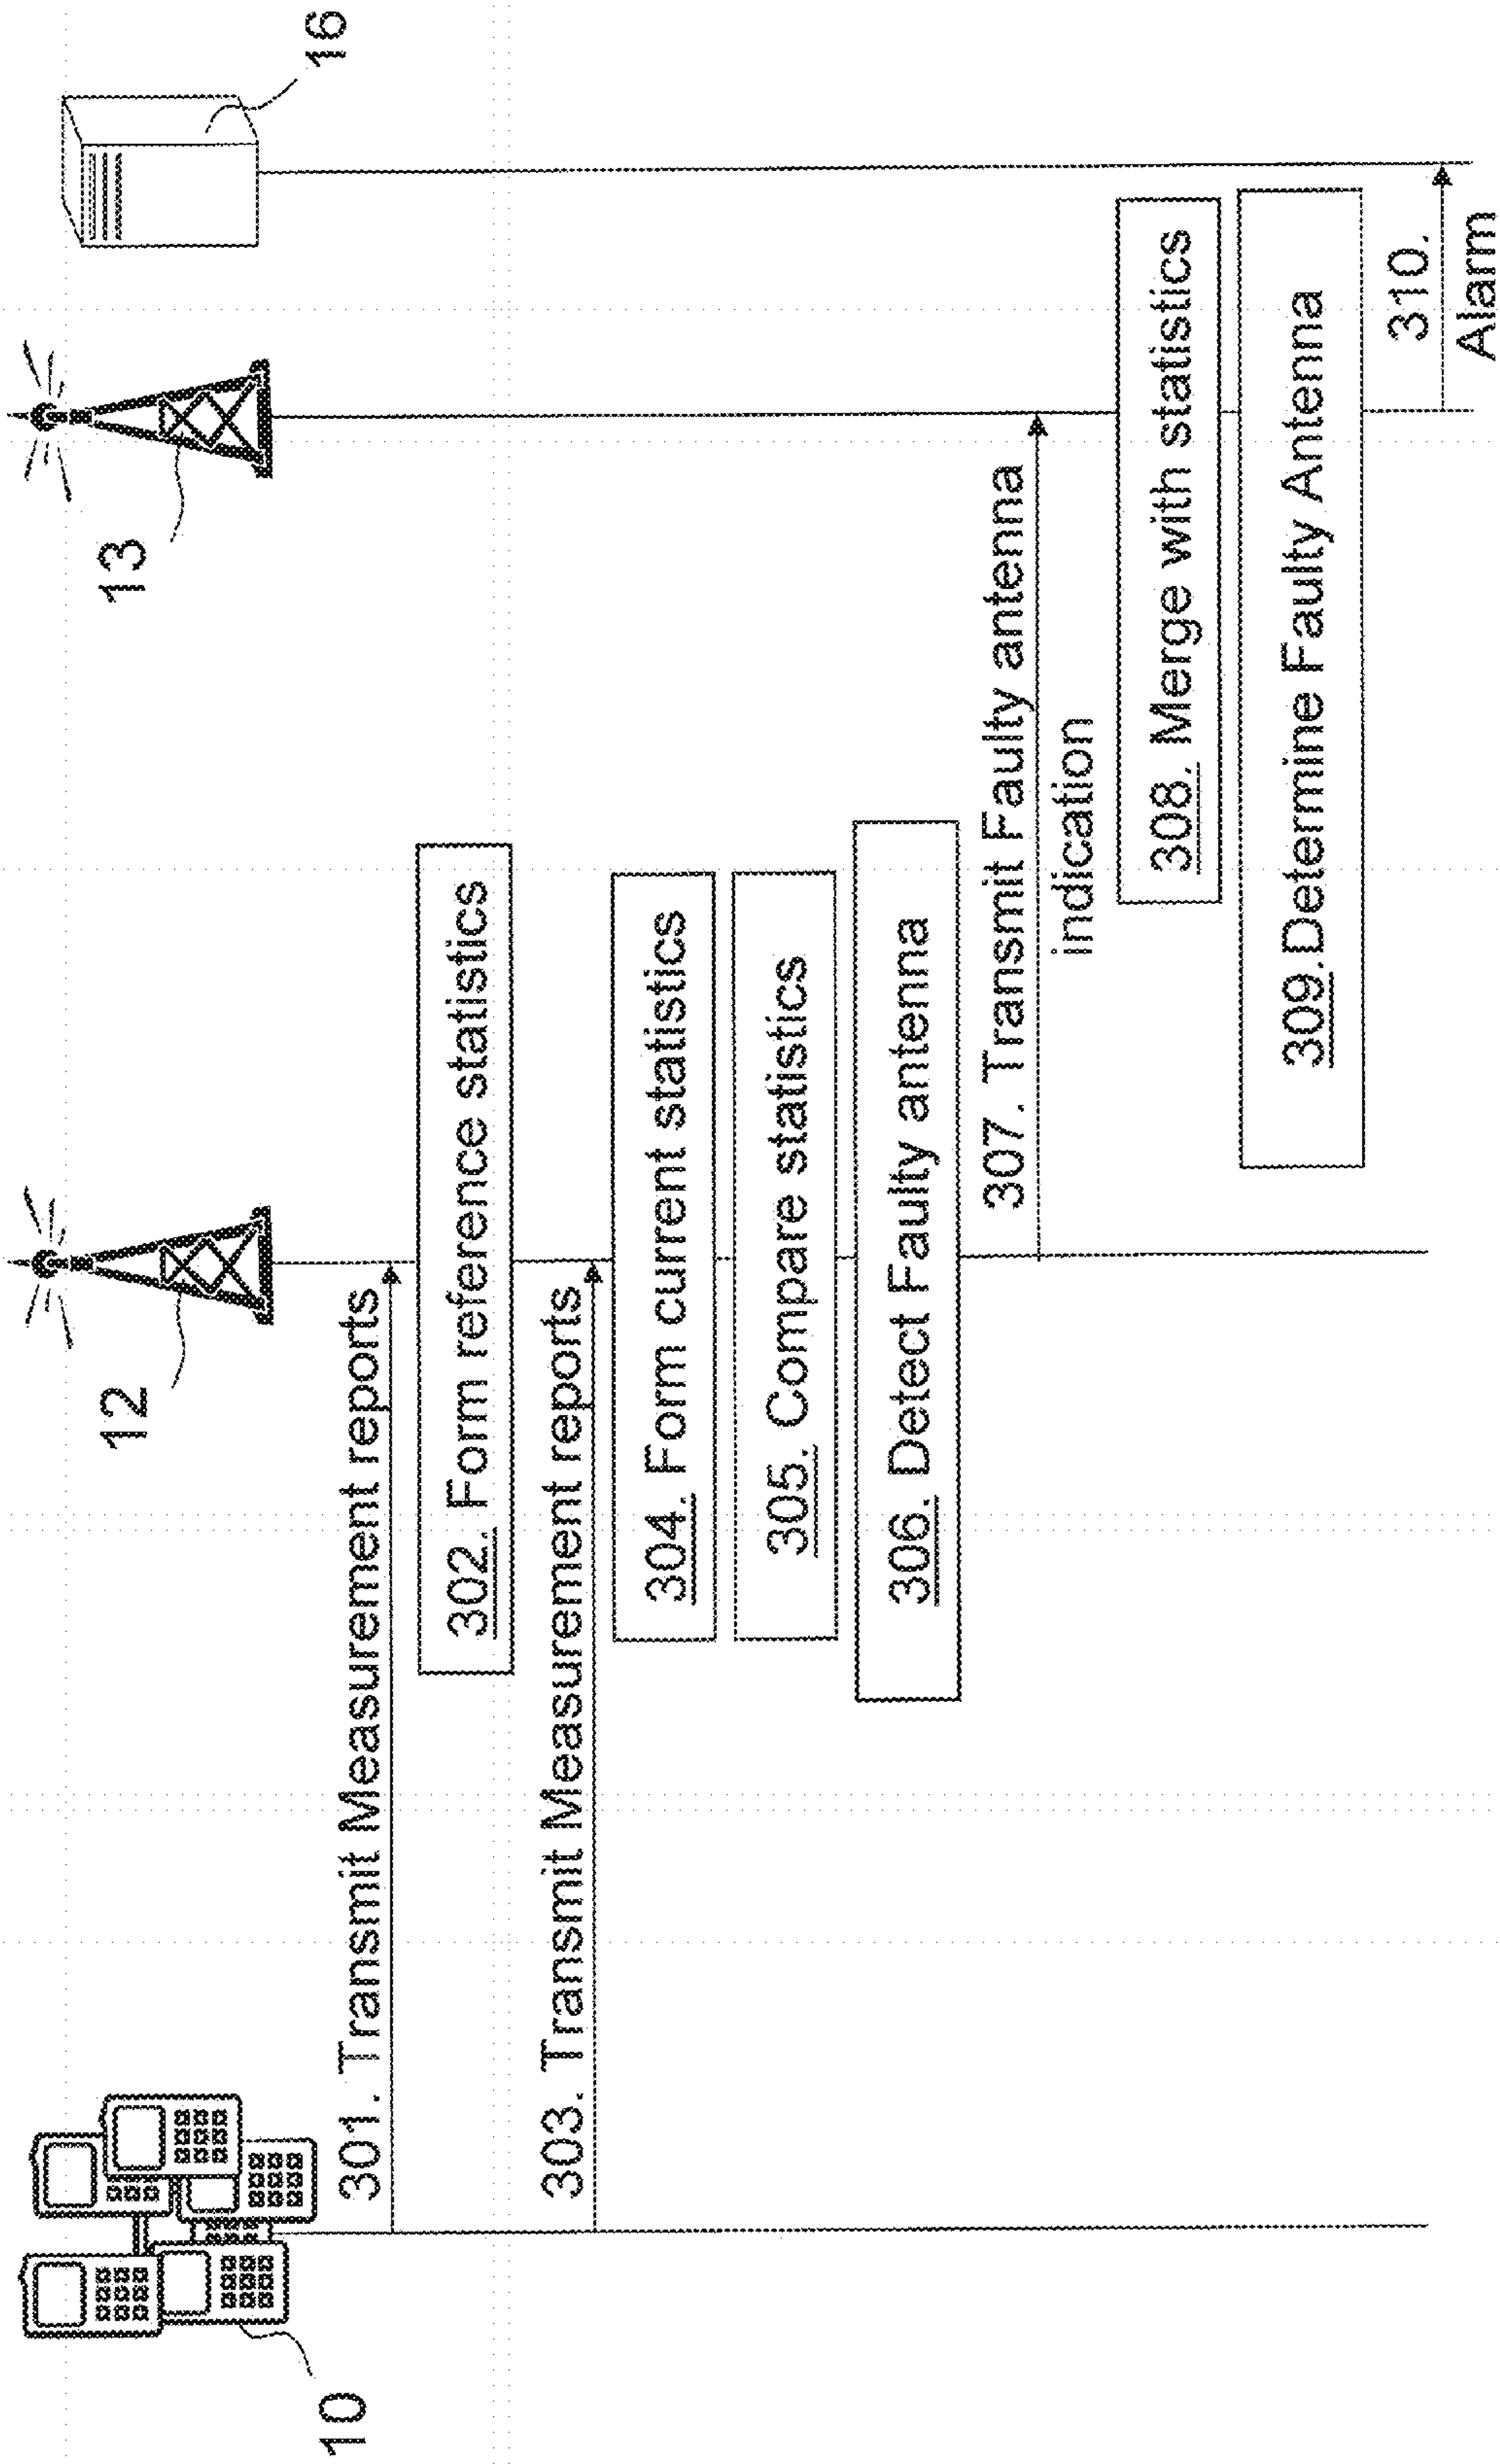 10
12
13
16
301. Transmit Measurement reports
302. Form reference statistics
303. Transmit Measurement reports
304. Form current statistics
305. Compare statistics
306. Detect Faulty antenna
307. Transmit Faulty antenna
indication
308. Merge with statistics
309.Determine Faulty Antenna
310.
Alarm